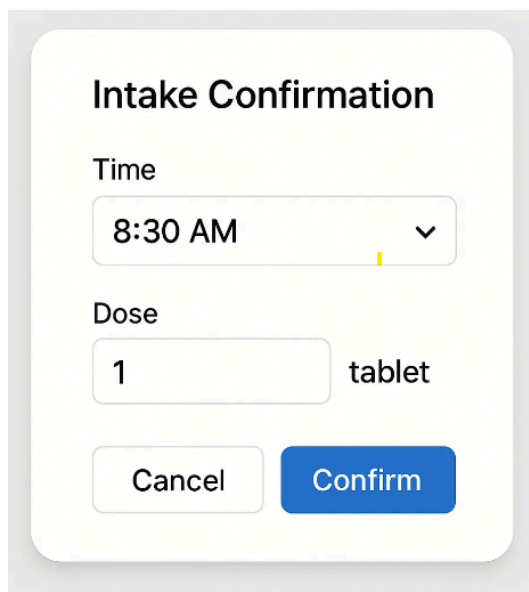 Intake Confirmation
Time
8:30 AM
Dose
1 tablet
Cancel Confirm